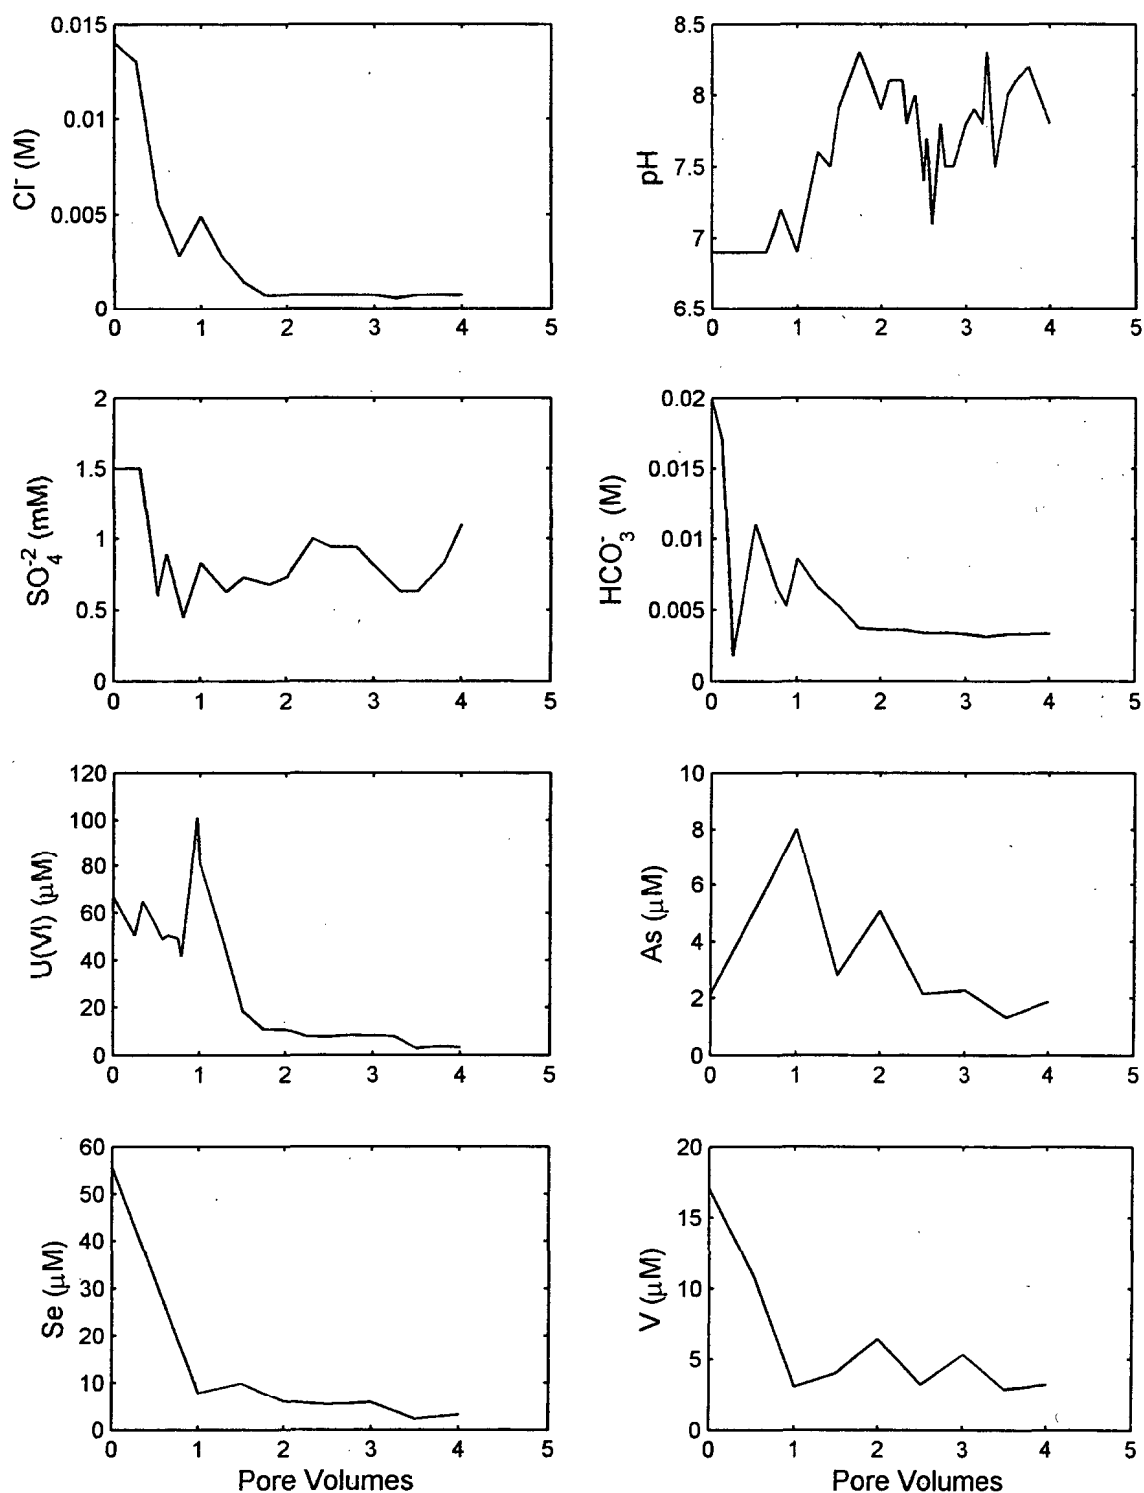 0.015
0.01
0.005
0
Cl⁻ (M)
0 1 2 3 4 5
8.5
8
7.5
7
6.5
pH
0 1 2 3 4 5
2
1.5
1
0.5
0
SO₄⁻² (mM)
0 1 2 3 4 5
0.02
0.015
0.01
0.005
0
HCO₃⁻ (M)
0 1 2 3 4 5
120
100
80
60
40
20
0
U(VI) (μM)
0 1 2 3 4 5
10
8
6
4
2
0
As (μM)
0 1 2 3 4 5
60
50
40
30
20
10
0
Se (μM)
0 1 2 3 4 5
Pore Volumes
20
15
10
5
0
V (μM)
0 1 2 3 4 5
Pore Volumes